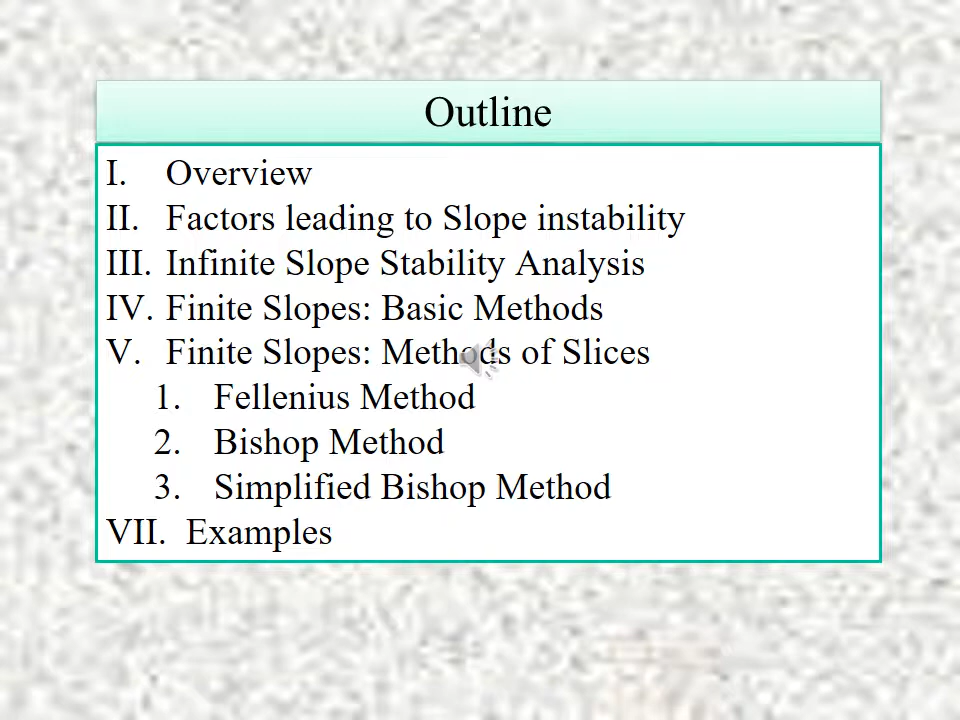 Outline
I. Overview
II. Factors leading to Slope instability
III. Infinite Slope Stability Analysis
IV. Finite Slopes: Basic Methods
V. Finite Slopes: Methods of Slices
1. Fellenius Method
2. Bishop Method
3. Simplified Bishop Method
VII. Examples